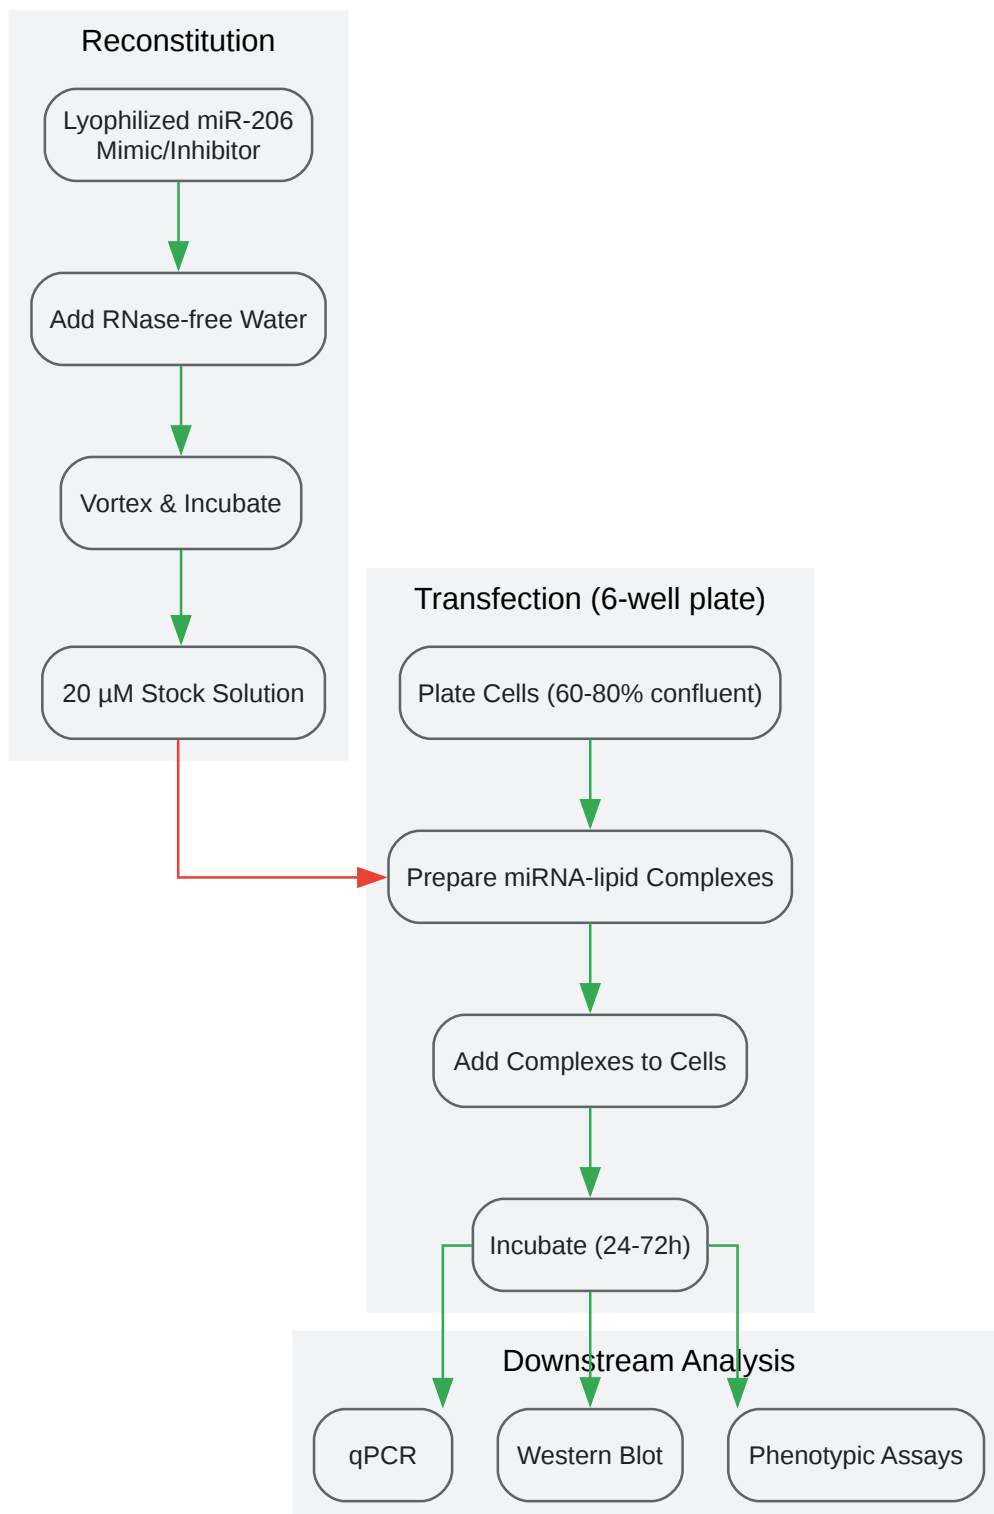 Reconstitution
Lyophilized miR-206
Mimic/Inhibitor
Add RNase-free Water
Vortex & Incubate
20 µM Stock Solution
Transfection (6-well plate)
Plate Cells (60-80% confluent)
Prepare miRNA-lipid Complexes
Add Complexes to Cells
Incubate (24-72h)
Downstream Analysis
qPCR
Western Blot
Phenotypic Assays